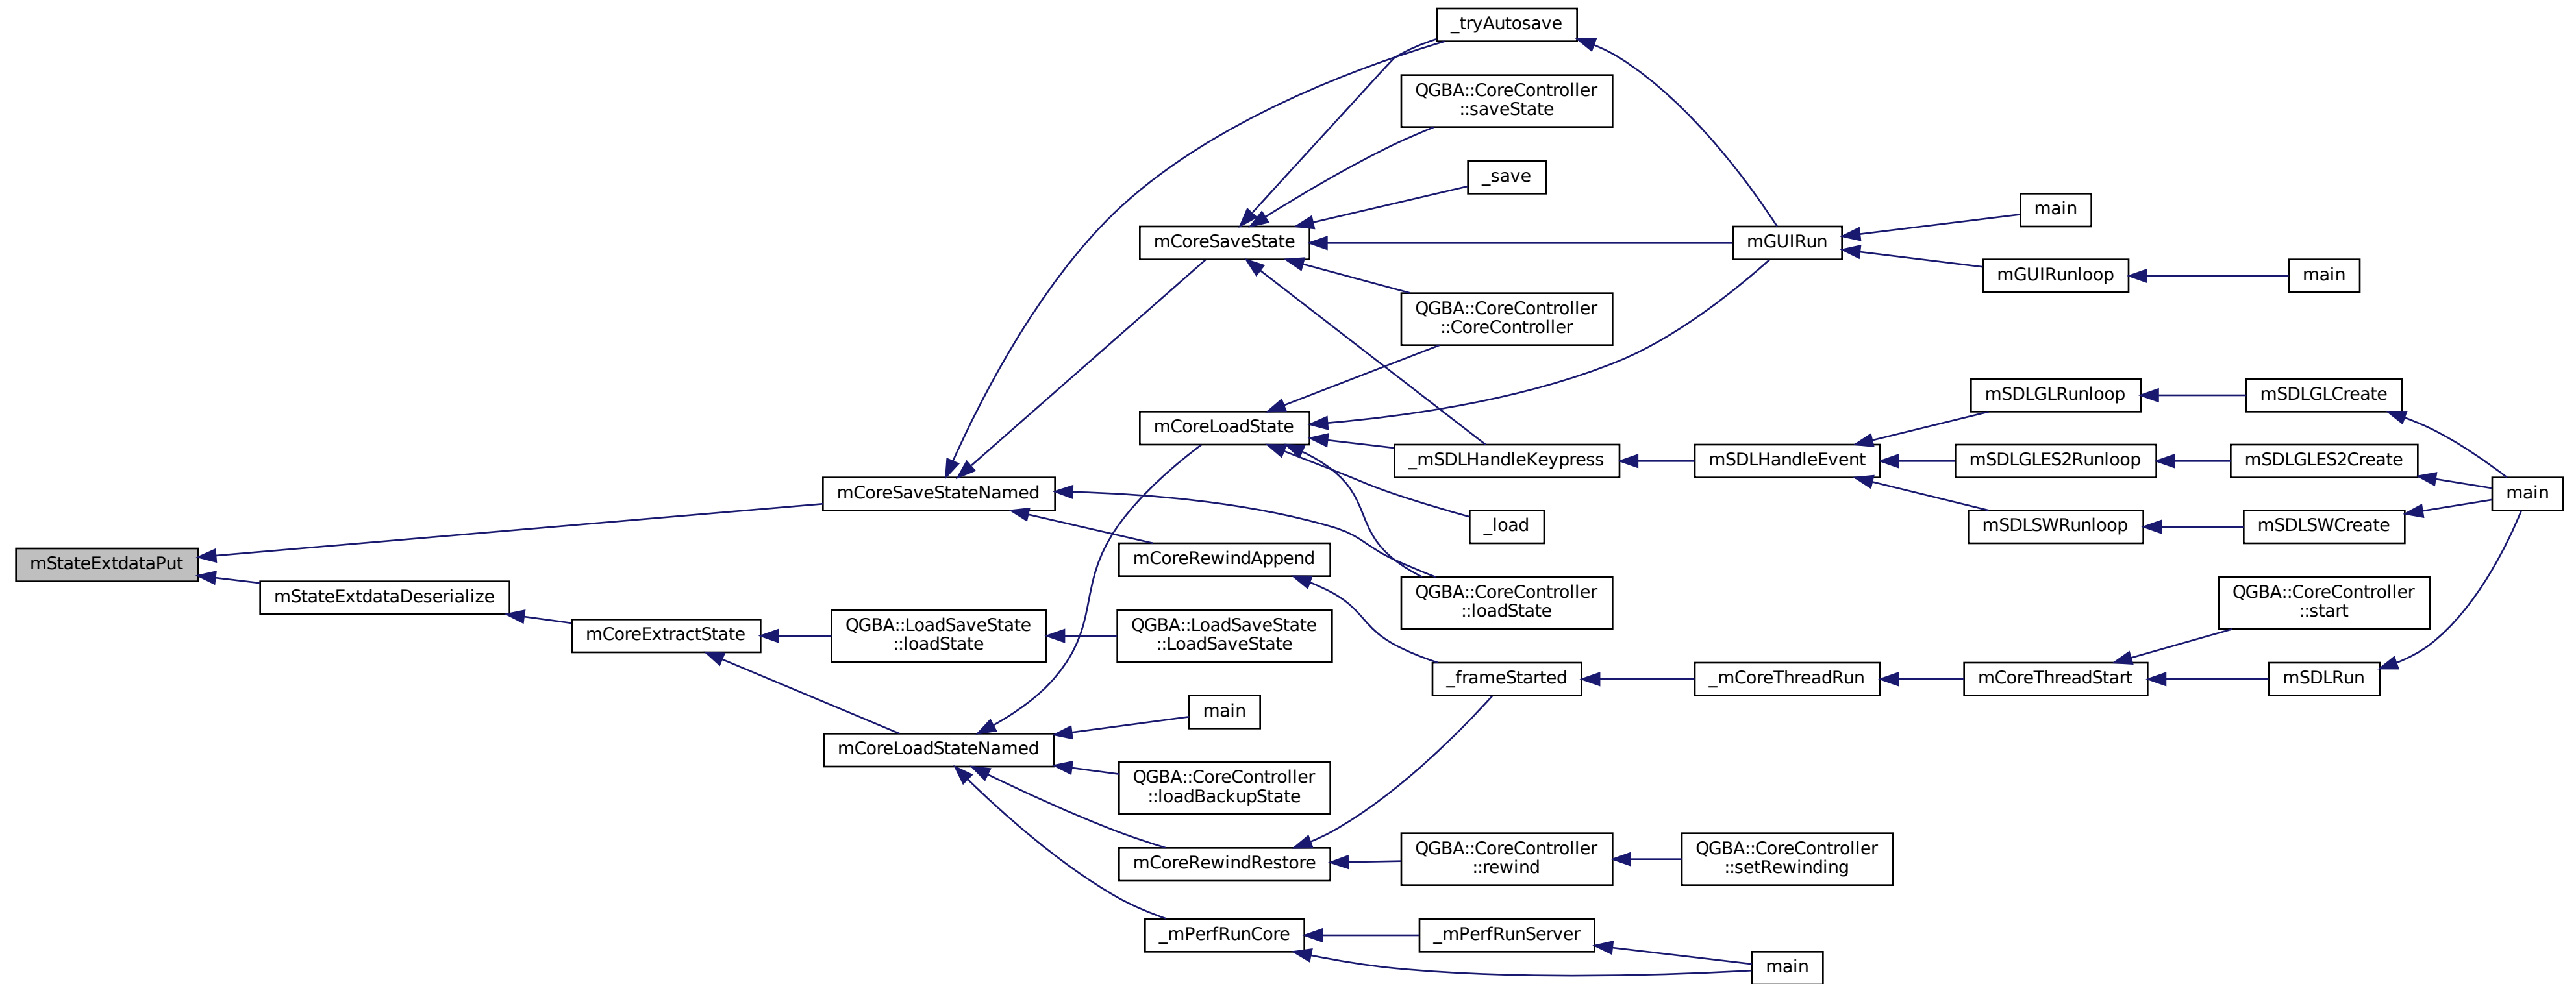 _tryAutosave
QGBA::CoreController
::saveState
_save
main
mCoreSaveState
mGUIRun
mGUIRunloop
main
QGBA::CoreController
::CoreController
mSDLGLRunloop
mSDLGLCreate
mCoreLoadState
_mSDLHandleKeypress
mSDLHandleEvent
mSDLGLES2Runloop
mSDLGLES2Create
mCoreSaveStateNamed
main
_load
mSDLSWRunloop
mSDLSWCreate
mStateExtdataPut
mCoreRewindAppend
mStateExtdataDeserialize
QGBA::CoreController
::loadState
QGBA::CoreController
::start
mCoreExtractState
QGBA::LoadSaveState
::loadState
QGBA::LoadSaveState
::LoadSaveState
_frameStarted
_mCoreThreadRun
mCoreThreadStart
mSDLRun
main
mCoreLoadStateNamed
QGBA::CoreController
::loadBackupState
mCoreRewindRestore
QGBA::CoreController
::rewind
QGBA::CoreController
::setRewinding
_mPerfRunCore
_mPerfRunServer
main